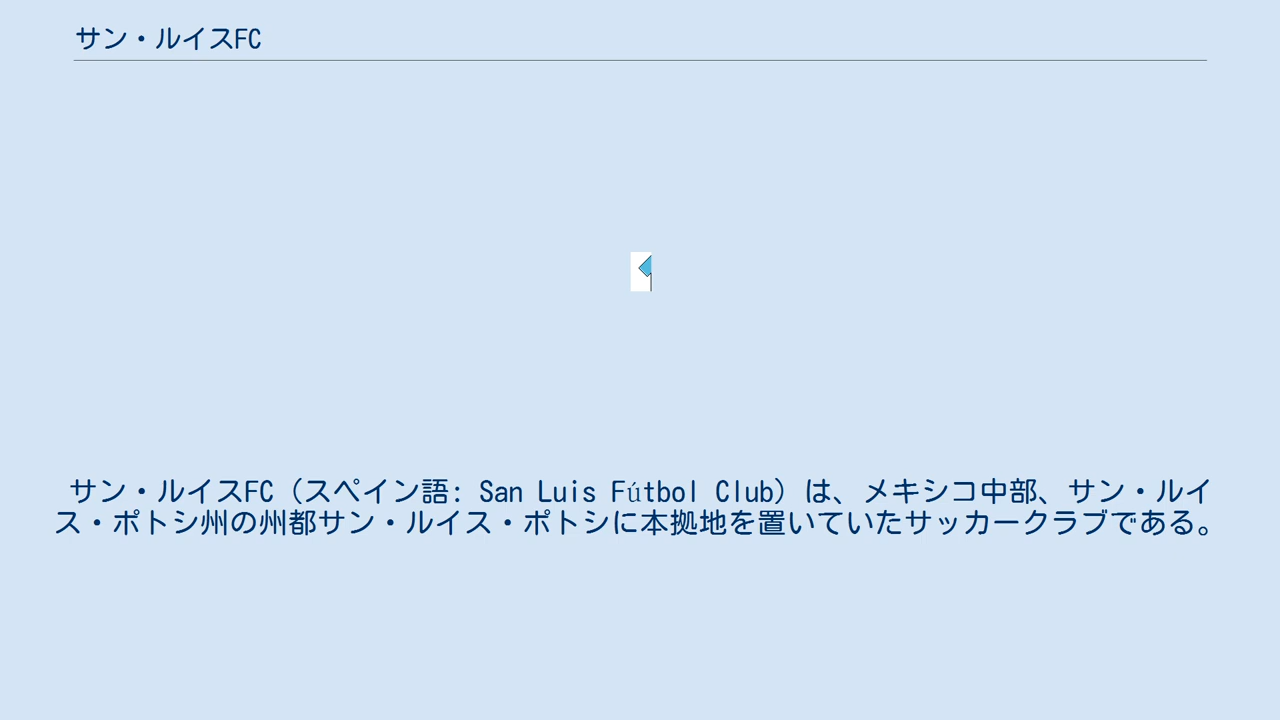 サン・ルイスFC
サン・ルイスFC（スペイン語: San Luis Fútbol Club）は、メキシコ中部、サン・ルイ
ス・ポトシ州の州都サン・ルイス・ポトシに本拠地を置いていたサッカークラブである。